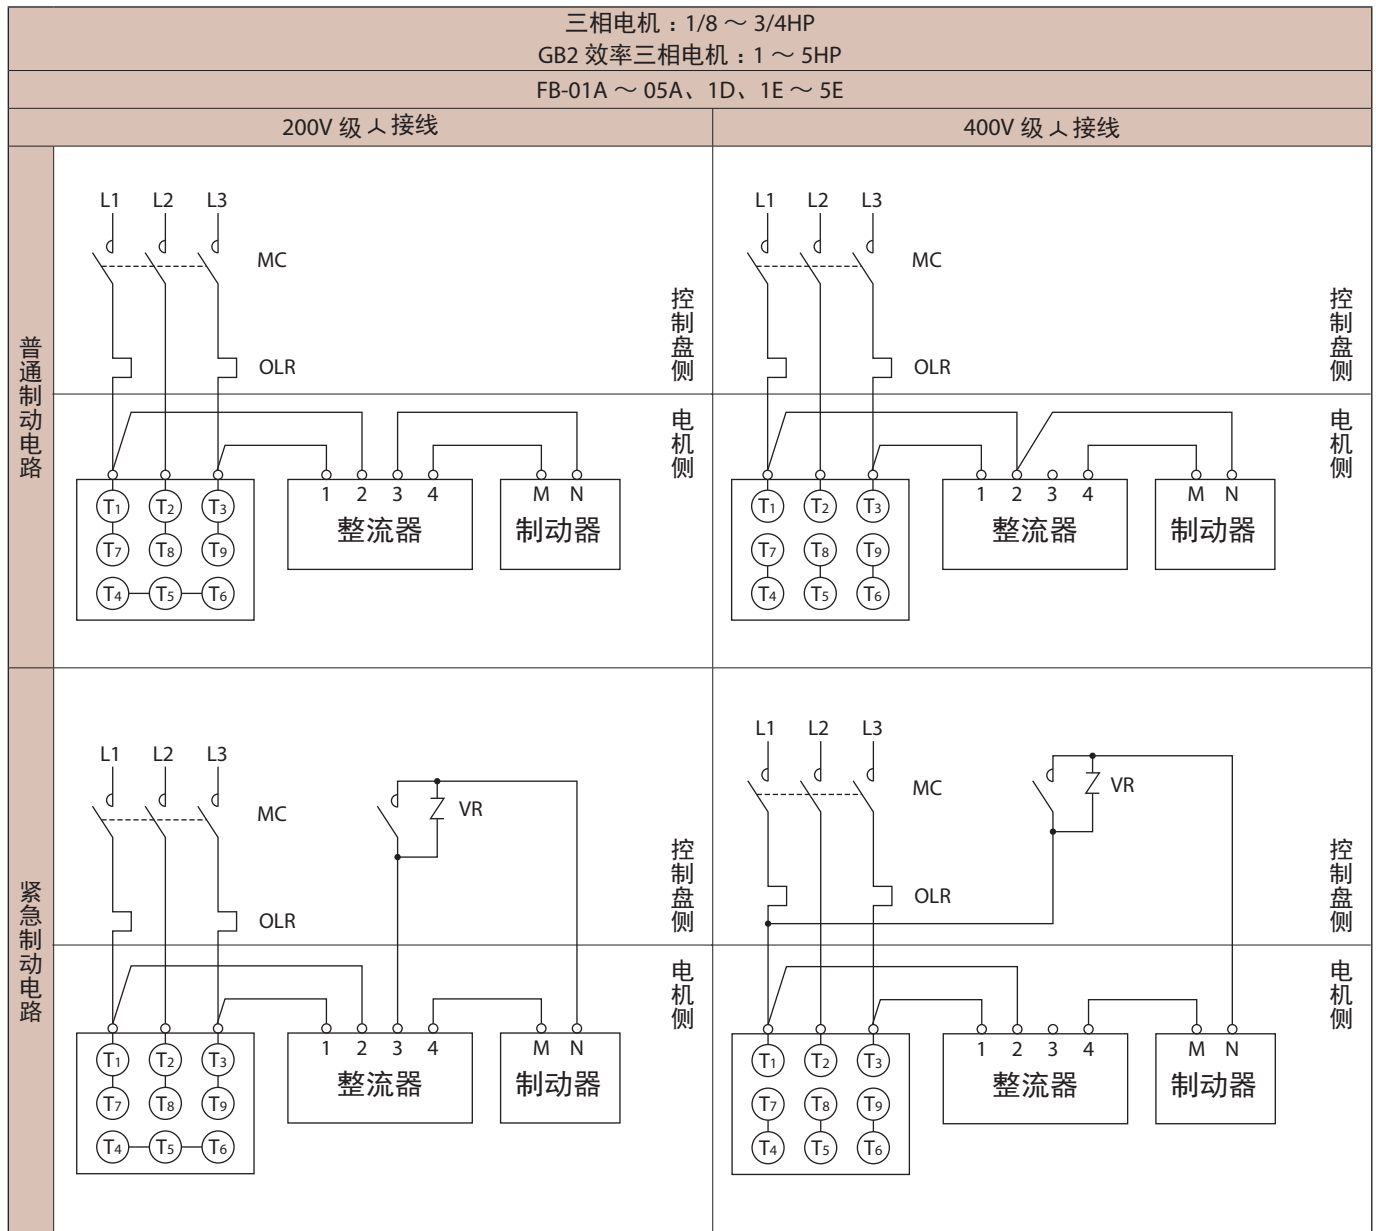 三相电机：1/8 ～ 3/4HP
GB2 效率三相电机：1 ～ 5HP
FB-01A ～ 05A、1D、1E ～ 5E
200V 级 人 接线
400V 级 人 接线
普通制动电路
L1 L2 L3
MC
OLR
控制盘侧
电机侧
1 2 3 4
M N
T1 T2 T3
T7 T8 T9
T4 T5 T6
整流器
制动器
L1 L2 L3
MC
OLR
控制盘侧
电机侧
1 2 3 4
M N
T1 T2 T3
T7 T8 T9
T4 T5 T6
整流器
制动器
紧急制动电路
L1 L2 L3
MC
VR
OLR
控制盘侧
电机侧
1 2 3 4
M N
T1 T2 T3
T7 T8 T9
T4 T5 T6
整流器
制动器
L1 L2 L3
MC
VR
OLR
控制盘侧
电机侧
1 2 3 4
M N
T1 T2 T3
T7 T8 T9
T4 T5 T6
整流器
制动器